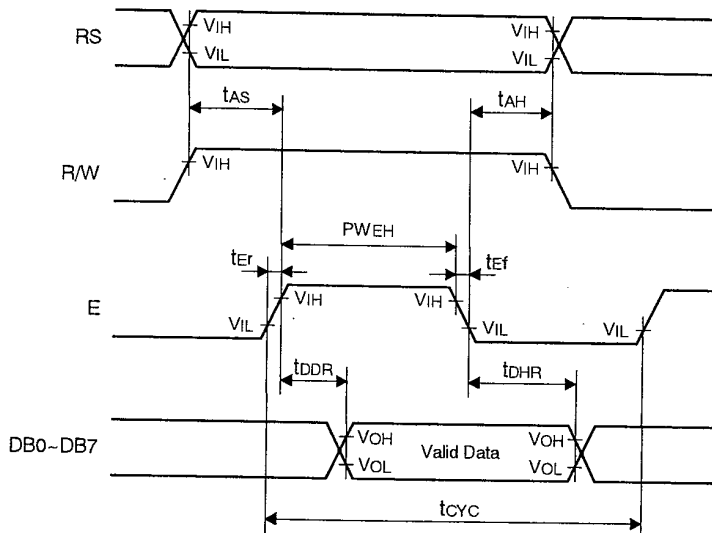 RS
VIH
VIL
VIH
VIL
tAS
tAH
R/W
VIH
VIH
PWEH
tEr
tEf
E
VIH
VIL
VIH
VIL
VIL
tDDR
tDHR
DB0~DB7
VOH
VOL
Valid Data
VOH
VOL
tCYC